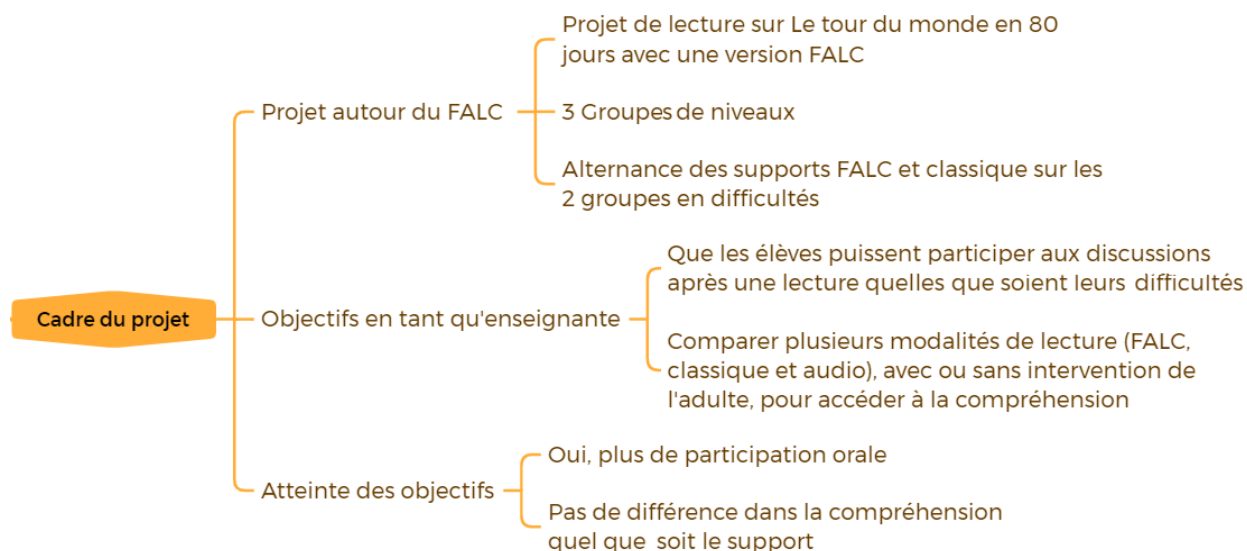 Projet de lecture sur Le tour du monde en 80
jours avec une version FALC
Projet autour du FALC
3 Groupes de niveaux
Alternance des supports FALC et classique sur les
2 groupes en difficultés
Cadre du projet
Objectifs en tant qu'enseignante
Que les élèves puissent participer aux discussions
après une lecture quelles que soient leurs difficultés
Comparer plusieurs modalités de lecture (FALC,
classique et audio), avec ou sans intervention de
l'adulte, pour accéder à la compréhension
Atteinte des objectifs
Oui, plus de participation orale
Pas de différence dans la compréhension
quel que soit le support